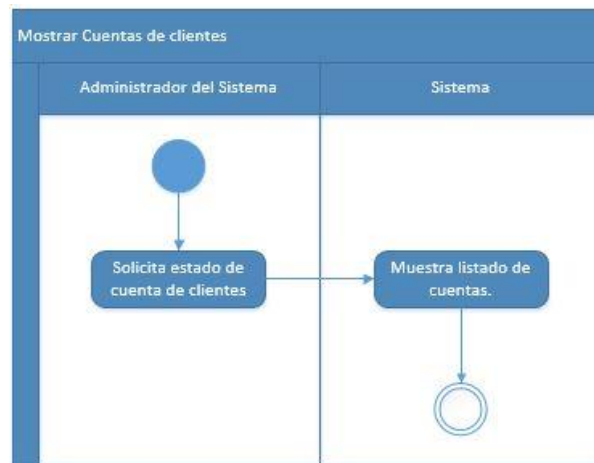 Mostrar Cuentas de clientes
Administrador del Sistema
Sistema
Solicita estado de
cuenta de clientes
Muestra listado de
cuentas.